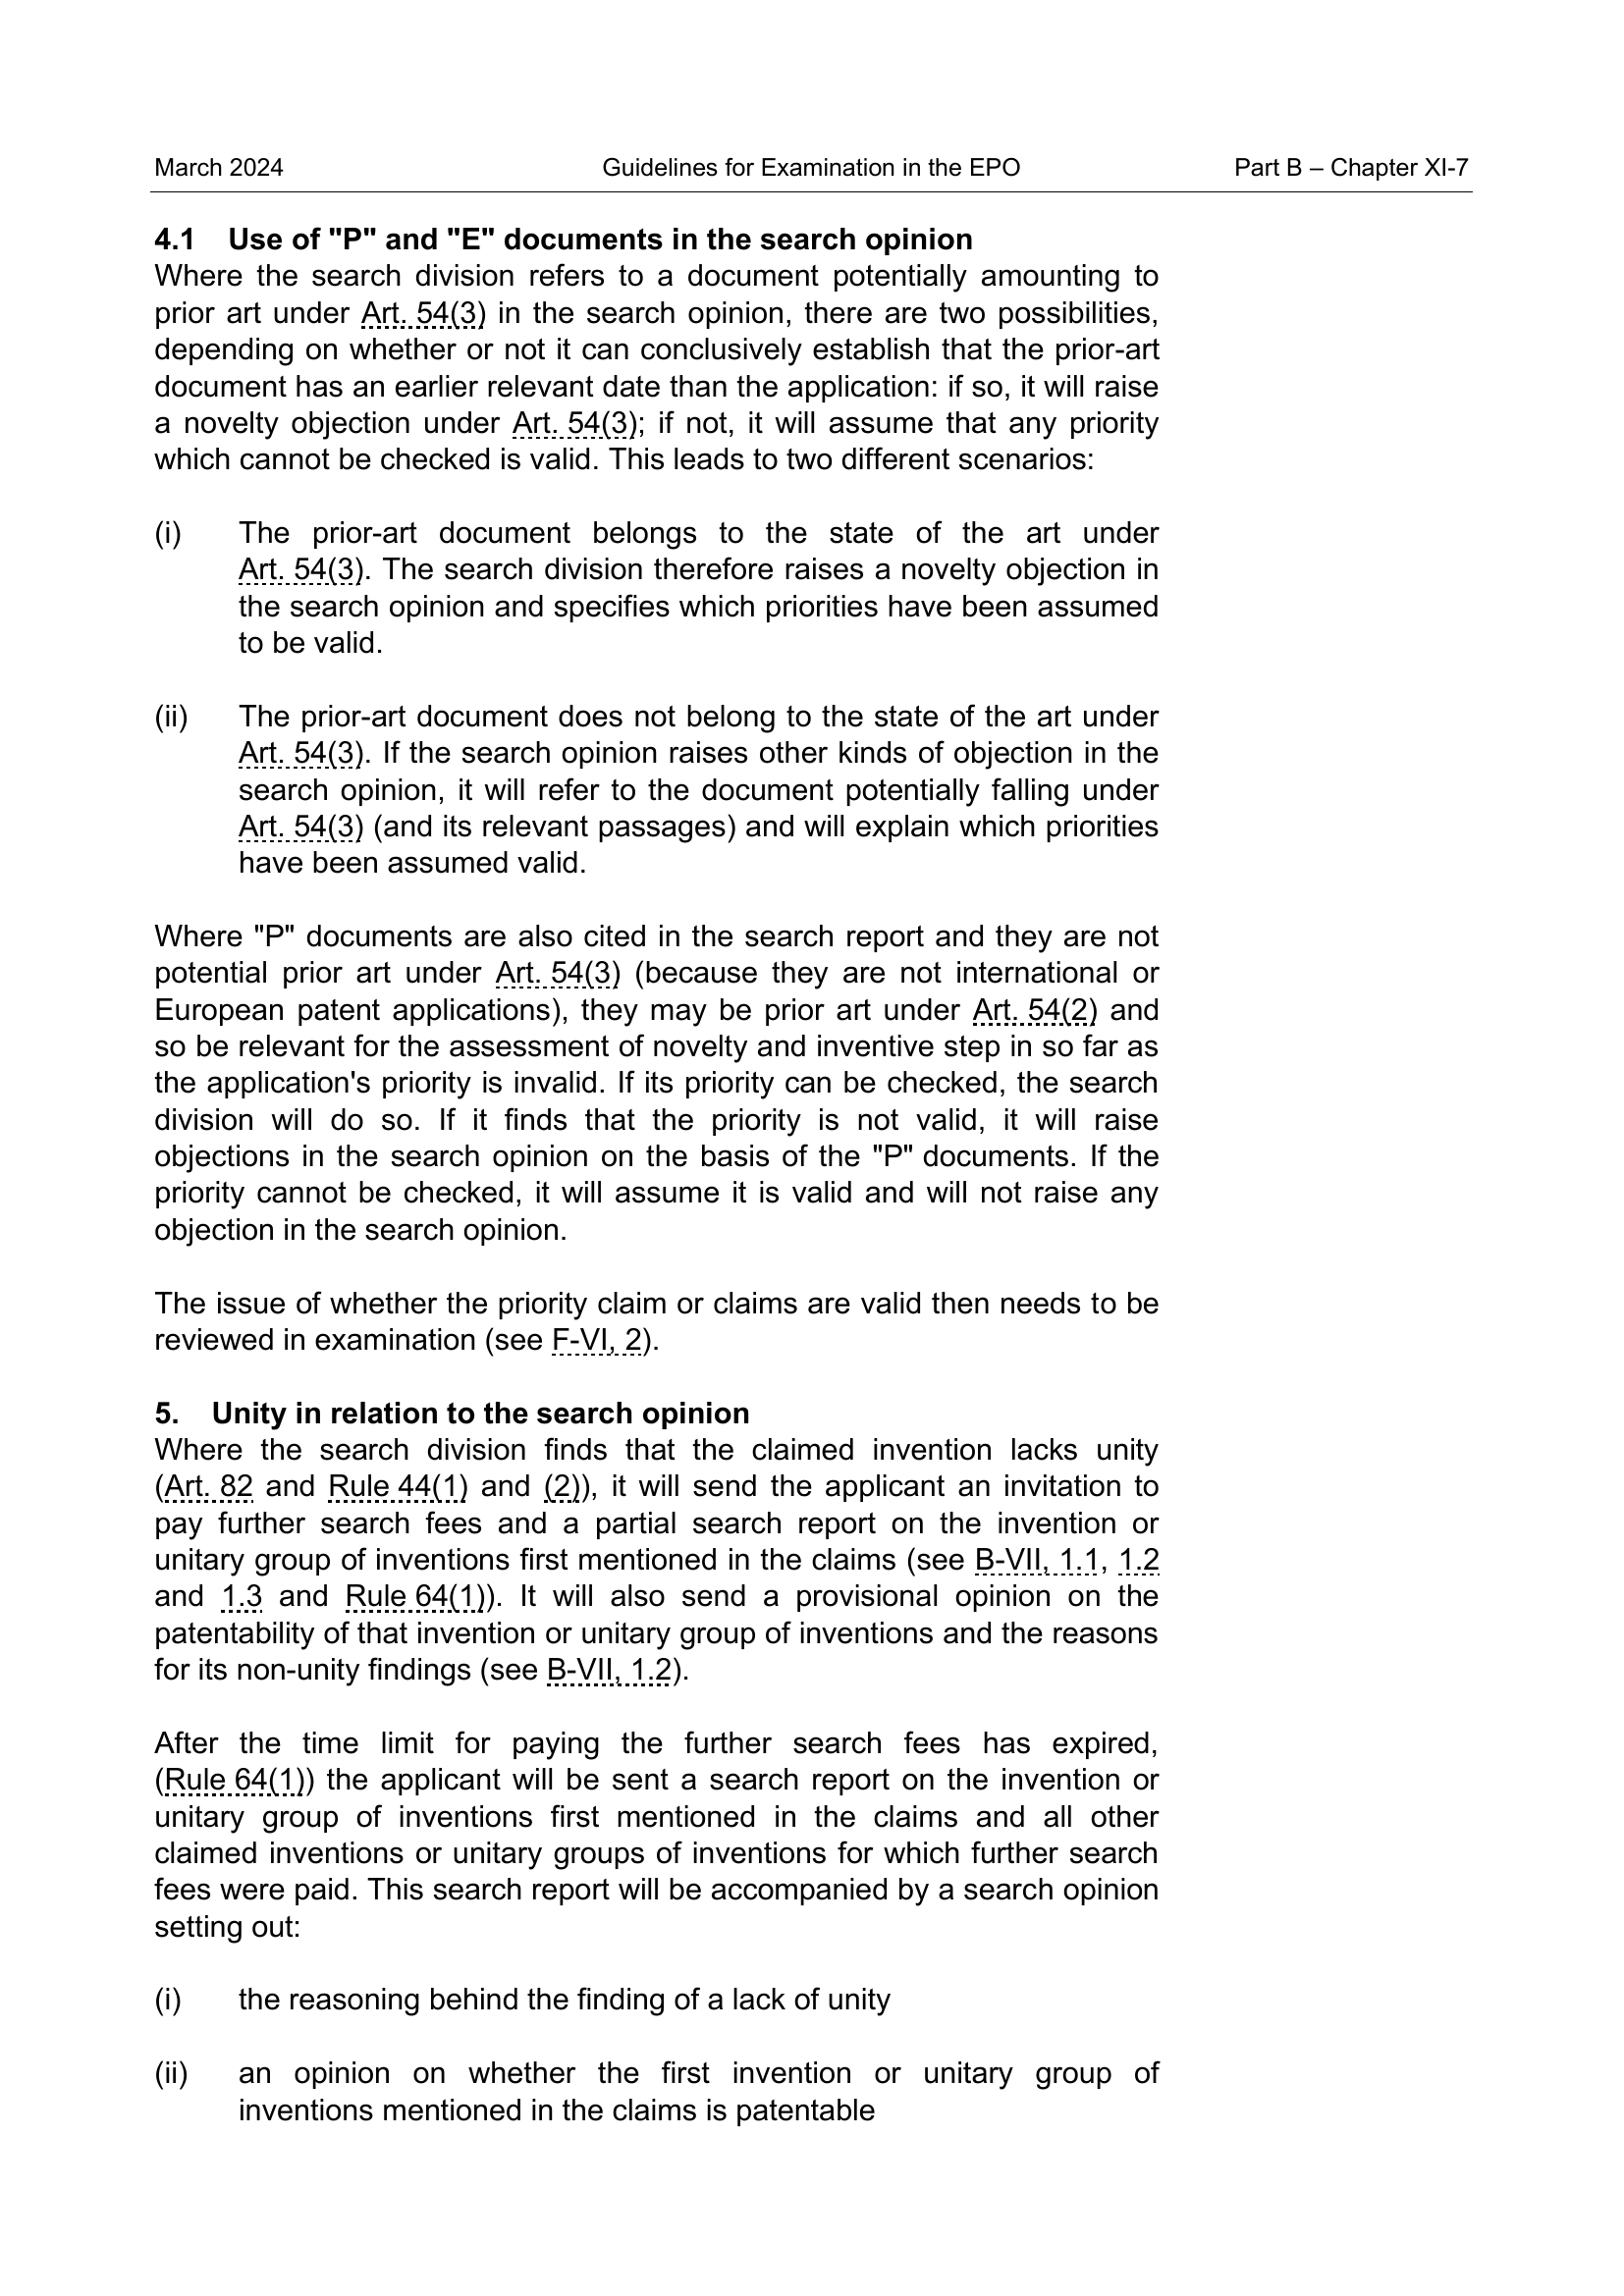 March 2024 Guidelines for Examination in the EPO Part B – Chapter XI-7
4.1 Use of "P" and "E" documents in the search opinion
Where the search division refers to a document potentially amounting to
prior art under Art. 54(3) in the search opinion, there are two possibilities,
depending on whether or not it can conclusively establish that the prior-art
document has an earlier relevant date than the application: if so, it will raise
a novelty objection under Art. 54(3); if not, it will assume that any priority
which cannot be checked is valid. This leads to two different scenarios:
(i) The prior-art document belongs to the state of the art under
Art. 54(3). The search division therefore raises a novelty objection in
the search opinion and specifies which priorities have been assumed
to be valid.
(ii) The prior-art document does not belong to the state of the art under
Art. 54(3). If the search opinion raises other kinds of objection in the
search opinion, it will refer to the document potentially falling under
Art. 54(3) (and its relevant passages) and will explain which priorities
have been assumed valid.
Where "P" documents are also cited in the search report and they are not
potential prior art under Art. 54(3) (because they are not international or
European patent applications), they may be prior art under Art. 54(2) and
so be relevant for the assessment of novelty and inventive step in so far as
the application's priority is invalid. If its priority can be checked, the search
division will do so. If it finds that the priority is not valid, it will raise
objections in the search opinion on the basis of the "P" documents. If the
priority cannot be checked, it will assume it is valid and will not raise any
objection in the search opinion.
The issue of whether the priority claim or claims are valid then needs to be
reviewed in examination (see F-VI, 2).
5. Unity in relation to the search opinion
Where the search division finds that the claimed invention lacks unity
(Art. 82 and Rule 44(1) and (2)), it will send the applicant an invitation to
pay further search fees and a partial search report on the invention or
unitary group of inventions first mentioned in the claims (see B-VII, 1.1, 1.2
and 1.3 and Rule 64(1)). It will also send a provisional opinion on the
patentability of that invention or unitary group of inventions and the reasons
for its non-unity findings (see B-VII, 1.2).
After the time limit for paying the further search fees has expired,
(Rule 64(1)) the applicant will be sent a search report on the invention or
unitary group of inventions first mentioned in the claims and all other
claimed inventions or unitary groups of inventions for which further search
fees were paid. This search report will be accompanied by a search opinion
setting out:
(i) the reasoning behind the finding of a lack of unity
(ii) an opinion on whether the first invention or unitary group of
inventions mentioned in the claims is patentable